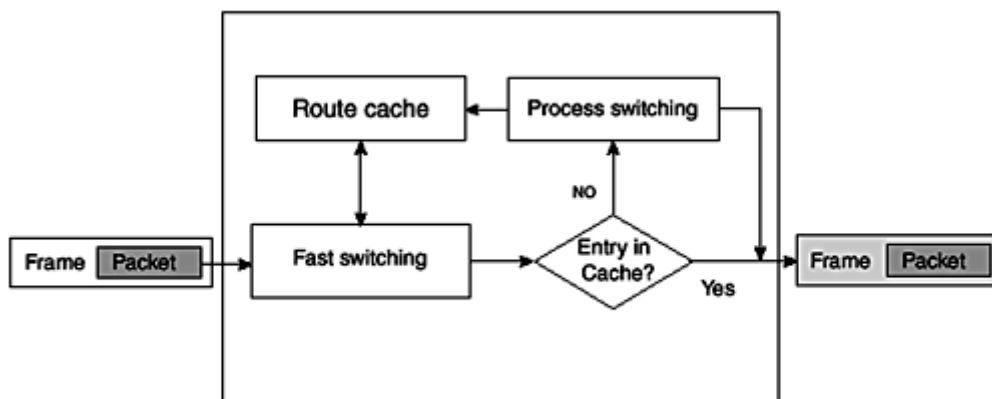 Route cache
Process switching
NO
Frame
Packet
Fast switching
Entry in
Cache?
Yes
Frame
Packet